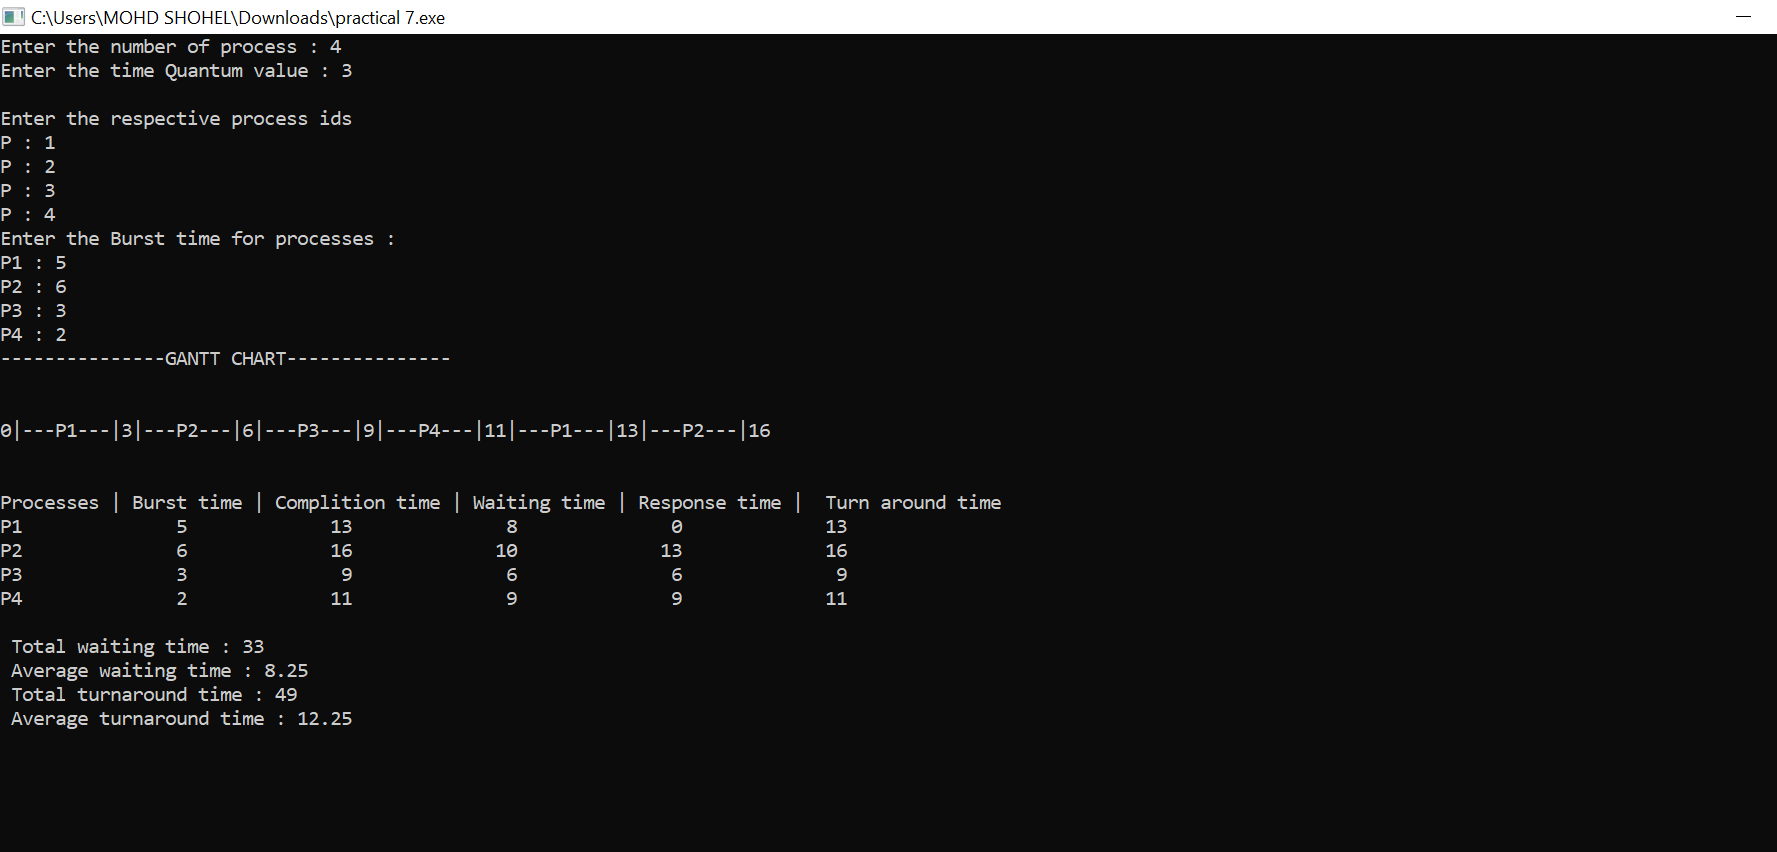 C:\Users\MOHD SHOHEL\Downloads\practical 7.exe
Enter the number of process : 4
Enter the time Quantum value : 3
Enter the respective process ids
P : 1
P : 2
P : 3
P : 4
Enter the Burst time for processes :
P1 : 5
P2 : 6
P3 : 3
P4 : 2
---------------GANTT CHART---------------
0|---P1---|3|---P2---|6|---P3---|9|---P4---|11|---P1---|13|---P2---|16
Processes | Burst time | Complition time | Waiting time | Response time |  Turn around time
P1              5             13              8              0             13
P2              6             16             10             13             16
P3              3              9              6              6              9
P4              2             11              9              9             11
Total waiting time : 33
Average waiting time : 8.25
Total turnaround time : 49
Average turnaround time : 12.25